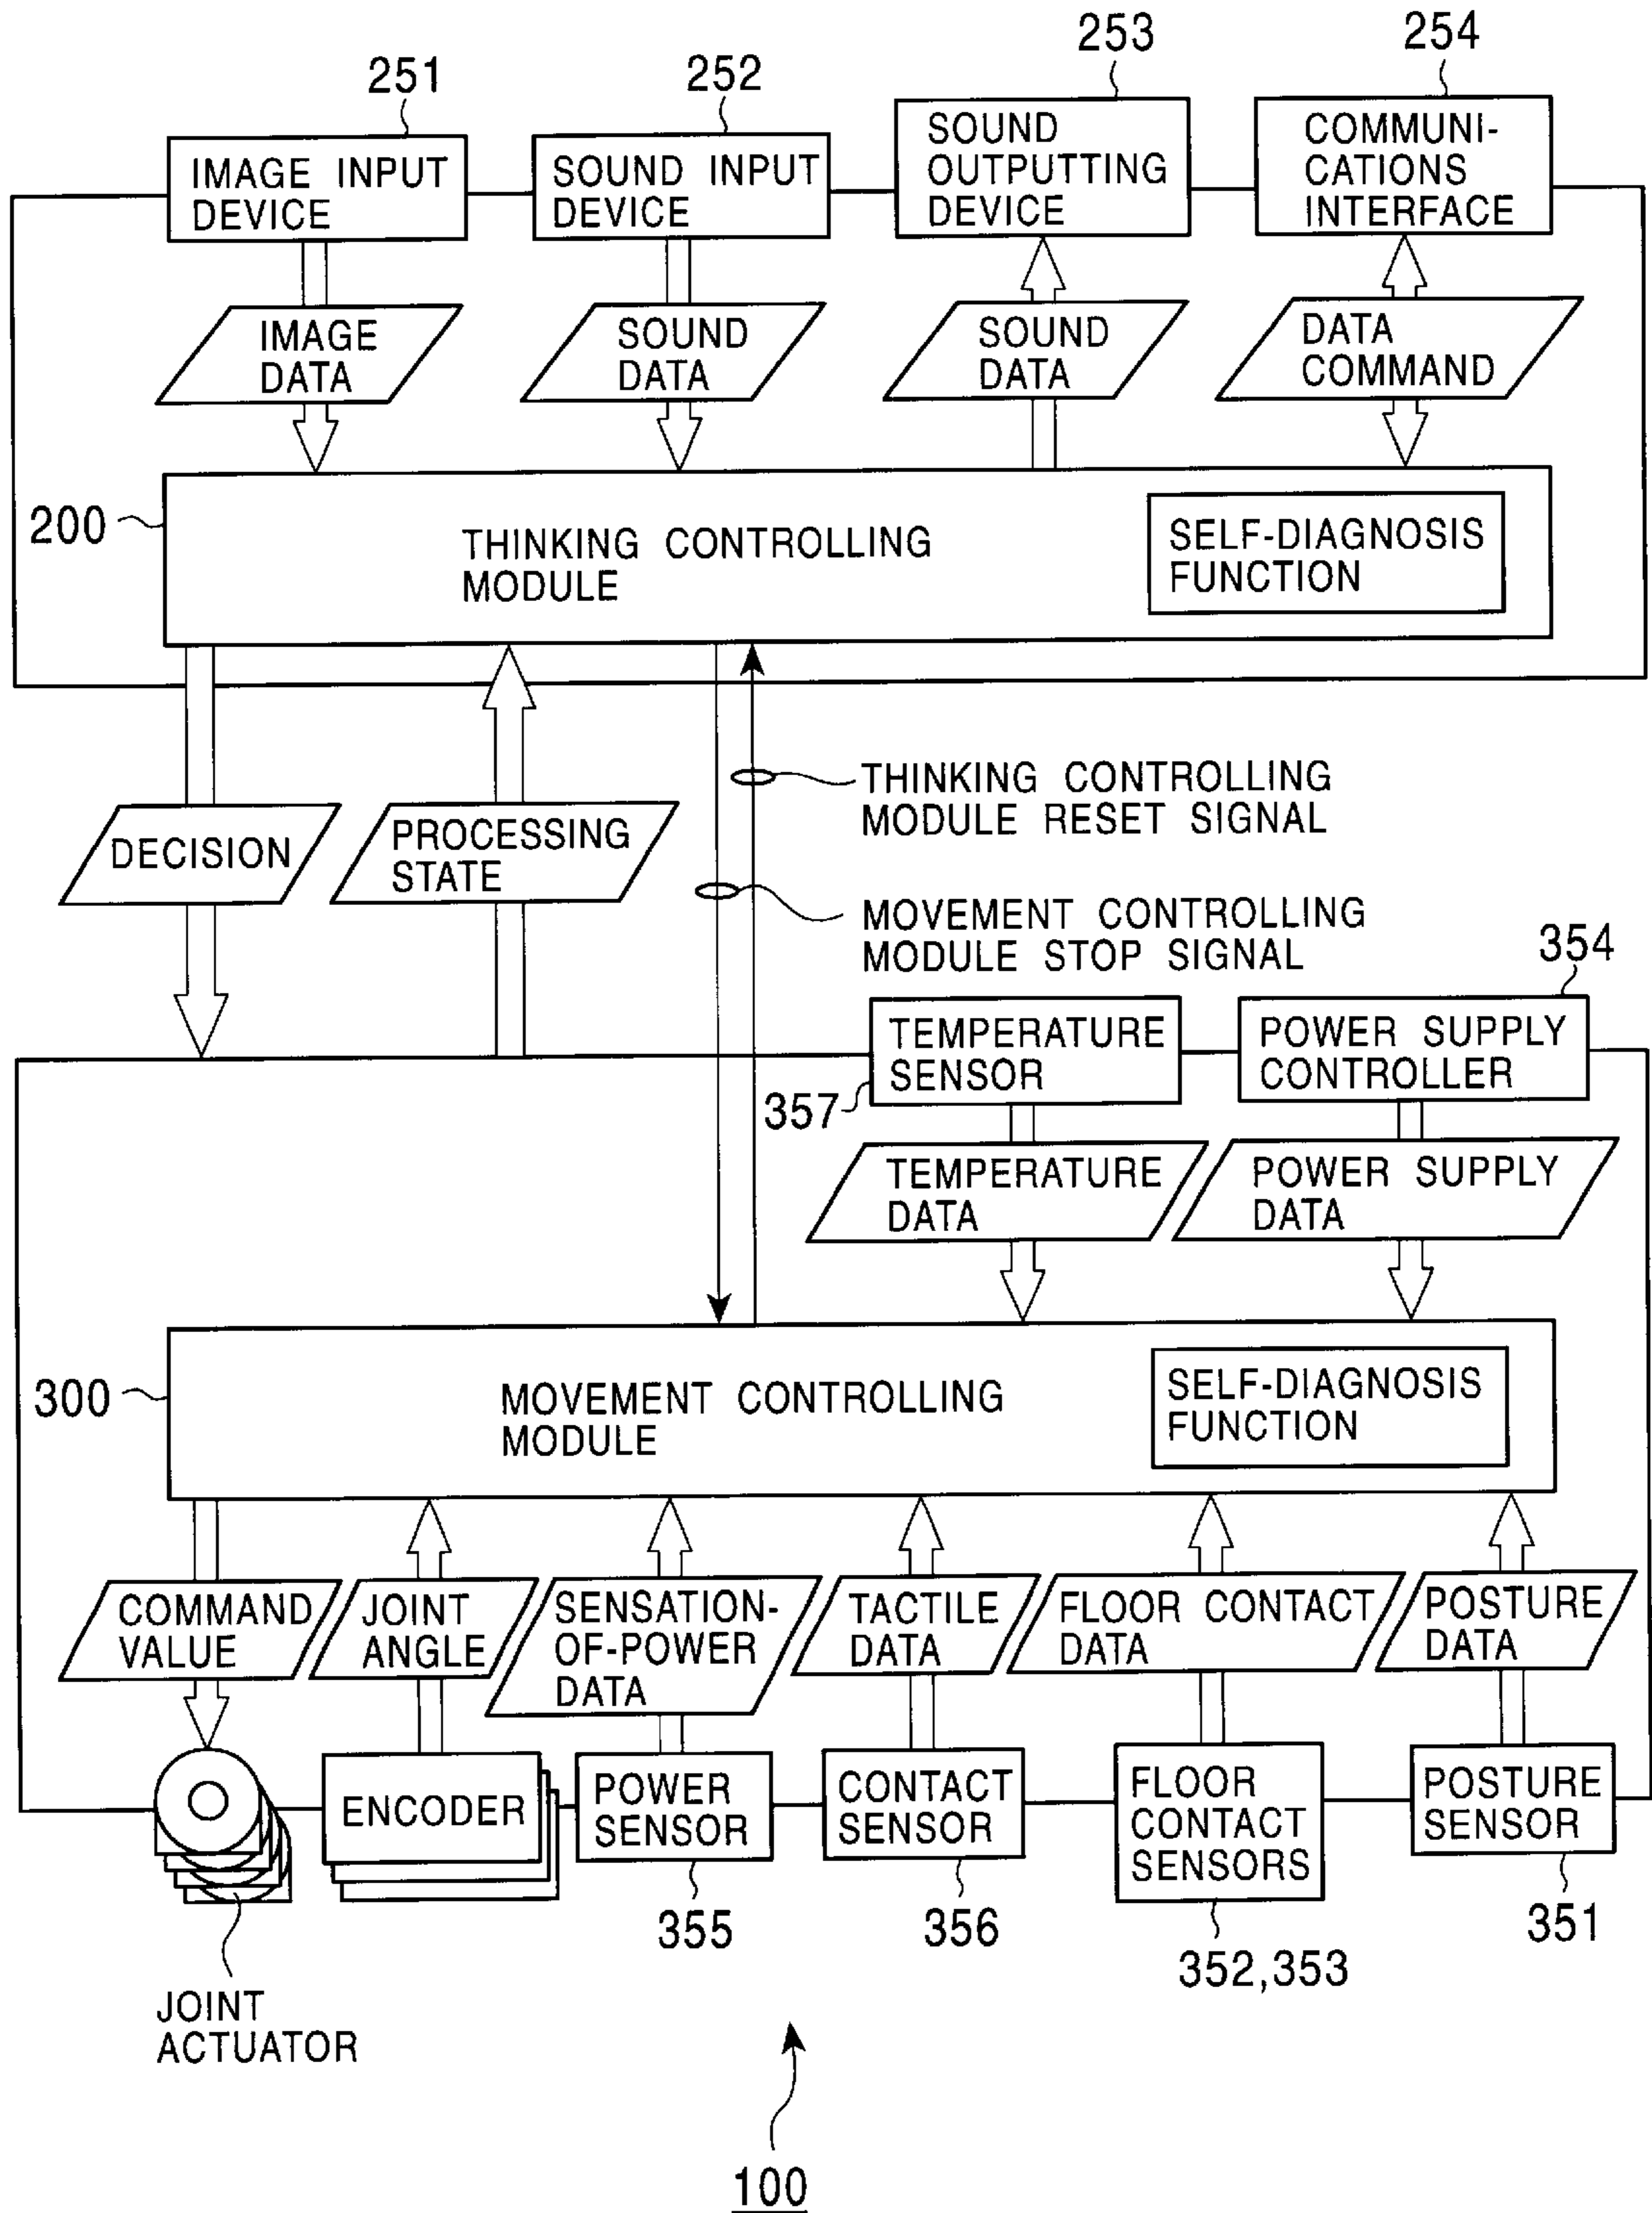 251
252
253
254
IMAGE INPUT
DEVICE
SOUND INPUT
DEVICE
SOUND
OUTPUTTING
DEVICE
COMMUNI-
CATIONS
INTERFACE
IMAGE
DATA
SOUND
DATA
SOUND
DATA
DATA
COMMAND
200
THINKING CONTROLLING
MODULE
SELF-DIAGNOSIS
FUNCTION
DECISION
PROCESSING
STATE
THINKING CONTROLLING
MODULE RESET SIGNAL
MOVEMENT CONTROLLING
MODULE STOP SIGNAL
354
TEMPERATURE
SENSOR
357
POWER SUPPLY
CONTROLLER
TEMPERATURE
DATA
POWER SUPPLY
DATA
300
MOVEMENT CONTROLLING
MODULE
SELF-DIAGNOSIS
FUNCTION
COMMAND
VALUE
JOINT
ANGLE
SENSATION-
OF-POWER
DATA
TACTILE
DATA
FLOOR CONTACT
DATA
POSTURE
DATA
ENCODER
POWER
SENSOR
CONTACT
SENSOR
FLOOR
CONTACT
SENSORS
POSTURE
SENSOR
355
356
352,353
351
JOINT
ACTUATOR
100